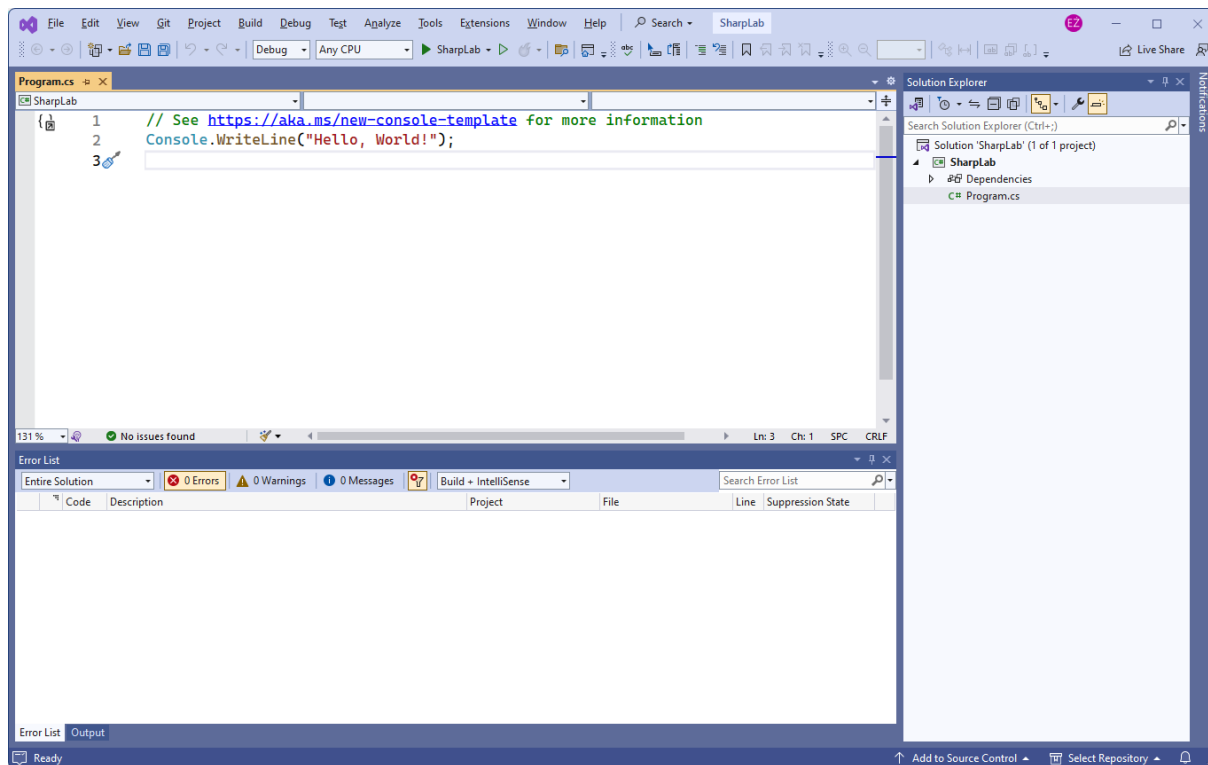 File Edit View Git Project Build Debug Test Analyze Tools Extensions Window Help Search SharpLab EZ
Debug Any CPU SharpLab Live Share
Program.cs
SharpLab
1 // See https://aka.ms/new-console-template for more information
2 Console.WriteLine("Hello, World!");
3
131 % No issues found Ln: 3 Ch: 1 SPC CRLF
Error List
Entire Solution 0 Errors 0 Warnings 0 Messages Build + IntelliSense Search Error List
Code Description Project File Line Suppression State
Error List Output
Solution Explorer
Search Solution Explorer (Ctrl+;)
Solution 'SharpLab' (1 of 1 project)
C# SharpLab
Dependencies
C# Program.cs
Notifications
Ready Add to Source Control Select Repository